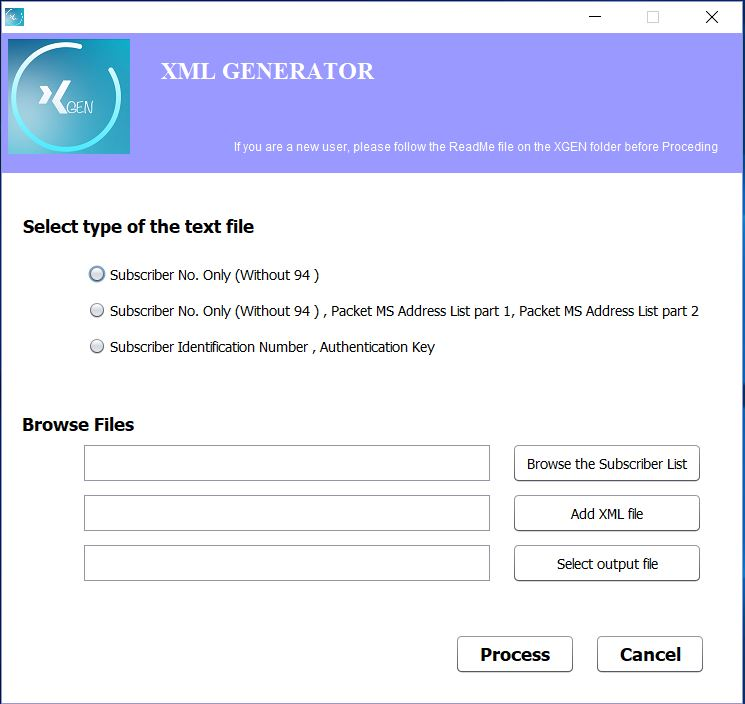 XGEN
XML GENERATOR
If you are a new user, please follow the ReadMe file on the XGEN folder before Proceding
Select type of the text file
Subscriber No. Only (Without 94 )
Subscriber No. Only (Without 94 ) , Packet MS Address List part 1, Packet MS Address List part 2
Subscriber Identification Number , Authentication Key
Browse Files
Browse the Subscriber List
Add XML file
Select output file
Process Cancel